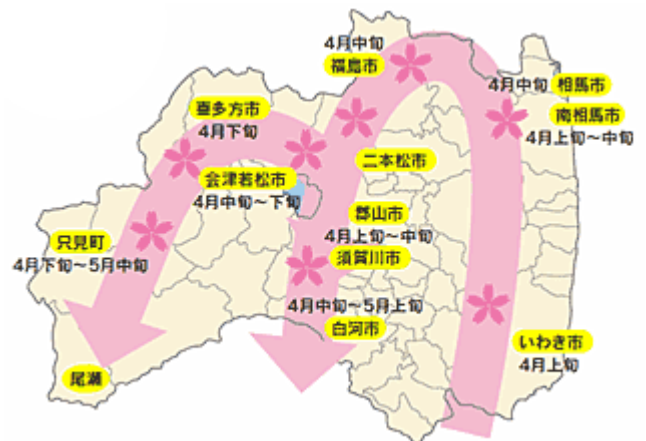 4月中旬
福島市
4月中旬 相馬市
南相馬市
4月上旬～中旬
喜多方市
4月下旬
二本松市
会津若松市
4月中旬～下旬
郡山市
4月上旬～中旬
須賀川市
只見町
4月下旬～5月中旬
4月中旬～5月上旬
白河市
いわき市
4月上旬
尾瀬